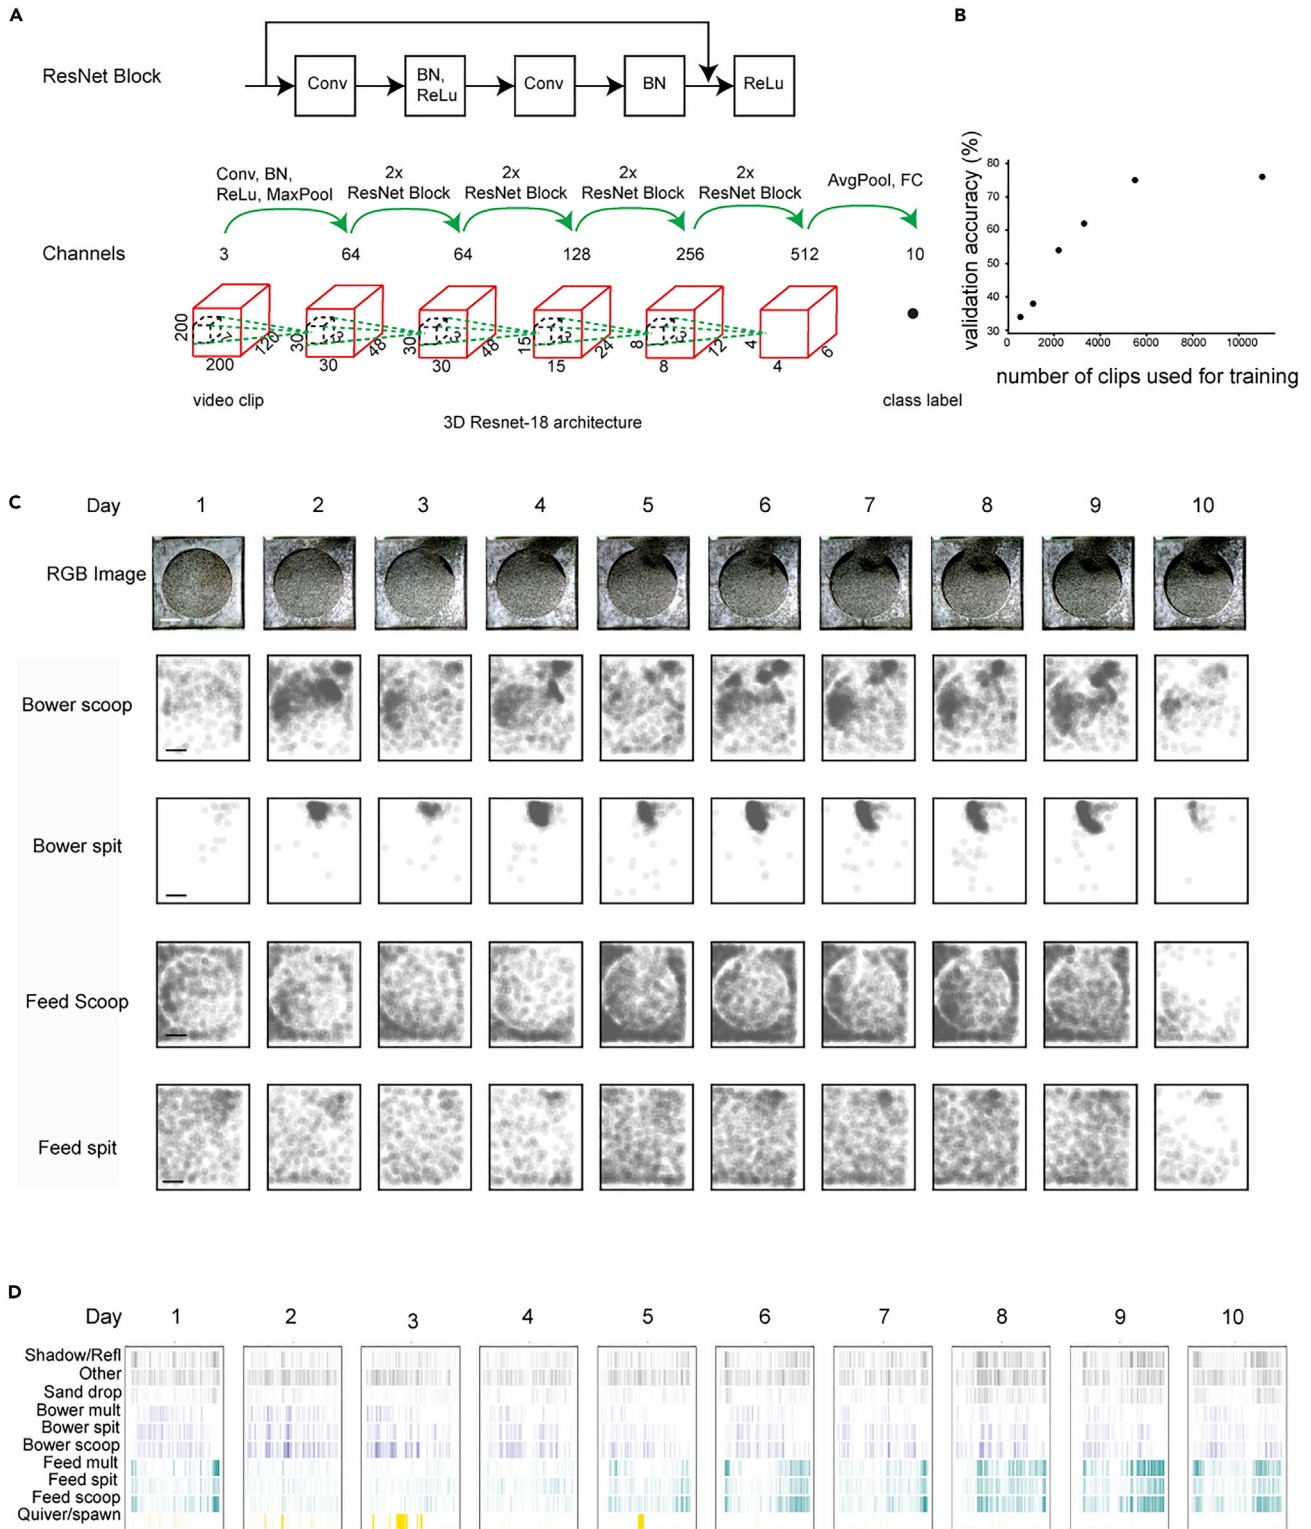 A
B
ResNet Block
Conv
BN,
ReLu
Conv
BN
ReLu
Conv, BN,
ReLu, MaxPool
2x
ResNet Block
2x
ResNet Block
2x
ResNet Block
2x
ResNet Block
AvgPool, FC
Channels
3
64
64
128
256
512
10
200
7
120
200
30
3
48
30
30
3
48
30
15
3
24
15
8
3
12
8
4
6
4
video clip
class label
3D Resnet-18 architecture
validation accuracy (%)
80
70
60
50
40
30
0 2000 4000 6000 8000 10000
number of clips used for training
C
Day 1 2 3 4 5 6 7 8 9 10
RGB Image
Bower scoop
Bower spit
Feed Scoop
Feed spit
D
Day 1 2 3 4 5 6 7 8 9 10
Shadow/Refl
Other
Sand drop
Bower mult
Bower spit
Bower scoop
Feed mult
Feed spit
Feed scoop
Quiver/spawn